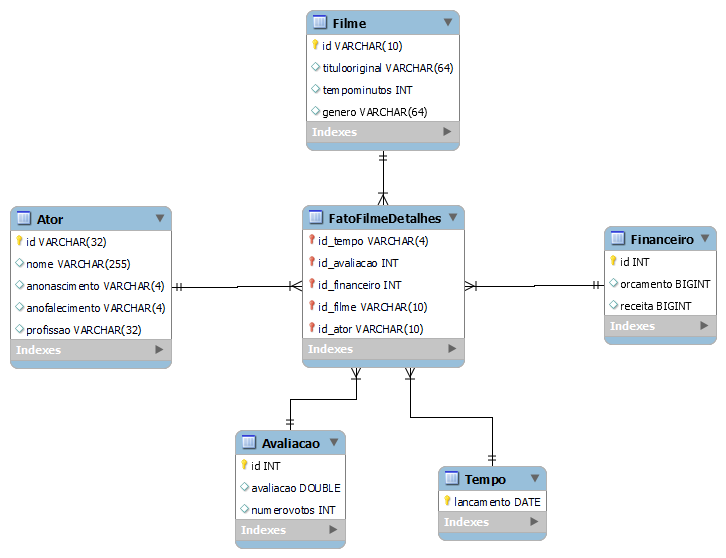 Filme
id VARCHAR(10)
titulooriginal VARCHAR(64)
tempominutos INT
genero VARCHAR(64)
Indexes
Ator
id VARCHAR(32)
nome VARCHAR(255)
anonascimento VARCHAR(4)
anofalecimento VARCHAR(4)
profissao VARCHAR(32)
Indexes
FatoFilmeDetalhes
id_tempo VARCHAR(4)
id_avaliacao INT
id_financeiro INT
id_filme VARCHAR(10)
id_ator VARCHAR(10)
Indexes
Financeiro
id INT
orcamento BIGINT
receita BIGINT
Indexes
Avaliacao
id INT
avaliacao DOUBLE
numerovotos INT
Indexes
Tempo
lancamento DATE
Indexes